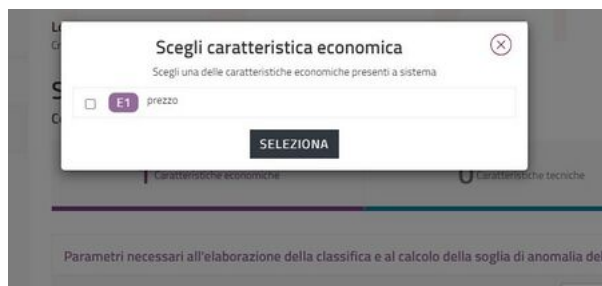 Scegli caratteristica economica
Scegli una delle caratteristiche economiche presenti a sistema
E1 prezzo
SELEZIONA
Caratteristiche economiche
0 Caratteristiche tecniche
Parametri necessari all'elaborazione della classifica e al calcolo della soglia di anomalia del